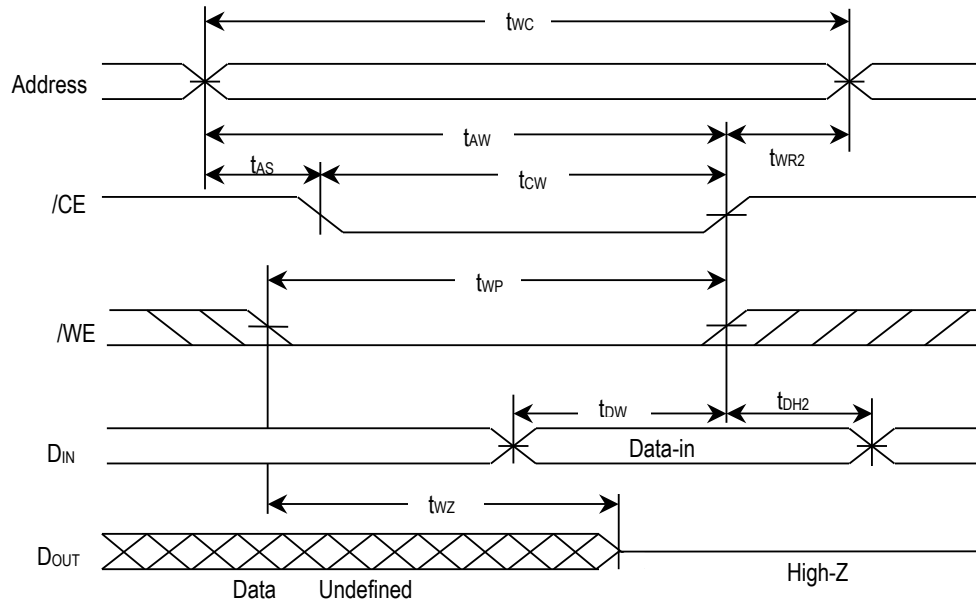 tWC
Address
tAW
tWR2
tAS
tCW
/CE
tWP
/WE
tDW
tDH2
DIN
Data-in
tWZ
DOUT
High-Z
Data Undefined